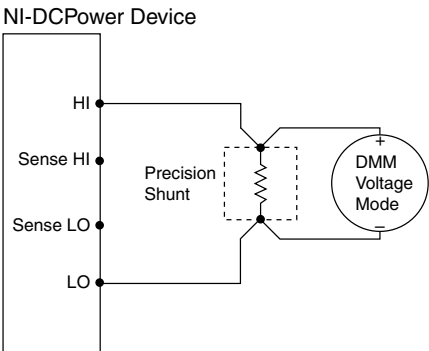 NI-DCPower Device
HI
Sense HI
Sense LO
LO
Precision
Shunt
+
DMM
Voltage
Mode
–